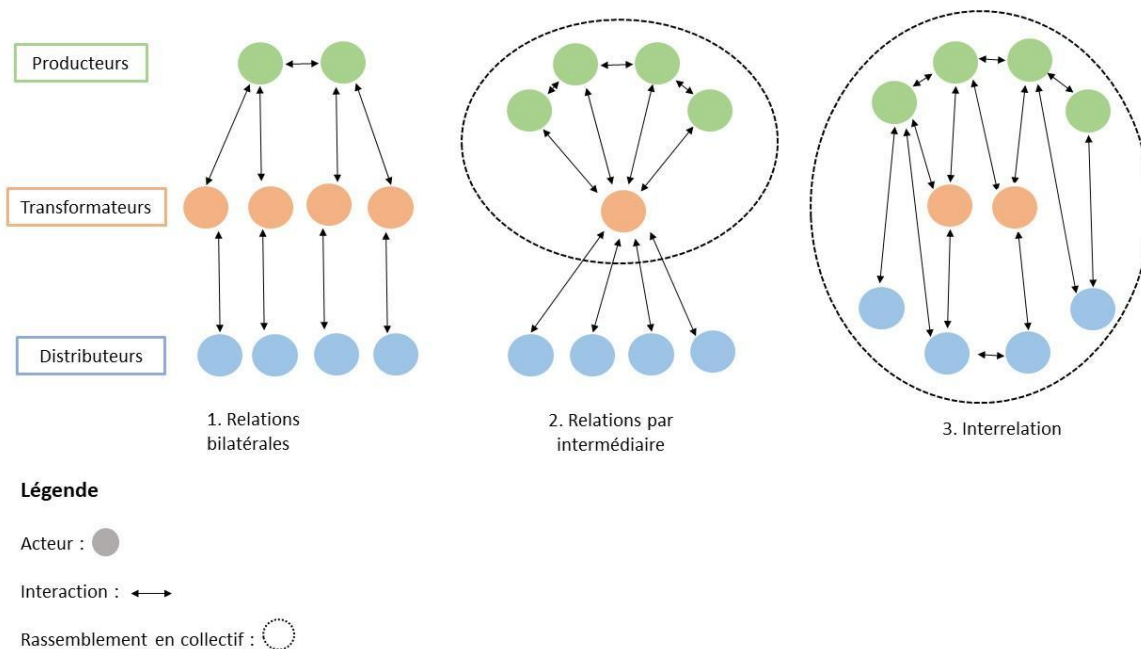 Producteurs
Transformateurs
Distributeurs
1. Relations
bilatérales
2. Relations par
intermédiaire
3. Interrelation
Légende
Acteur :
Interaction :
Rassemblement en collectif :